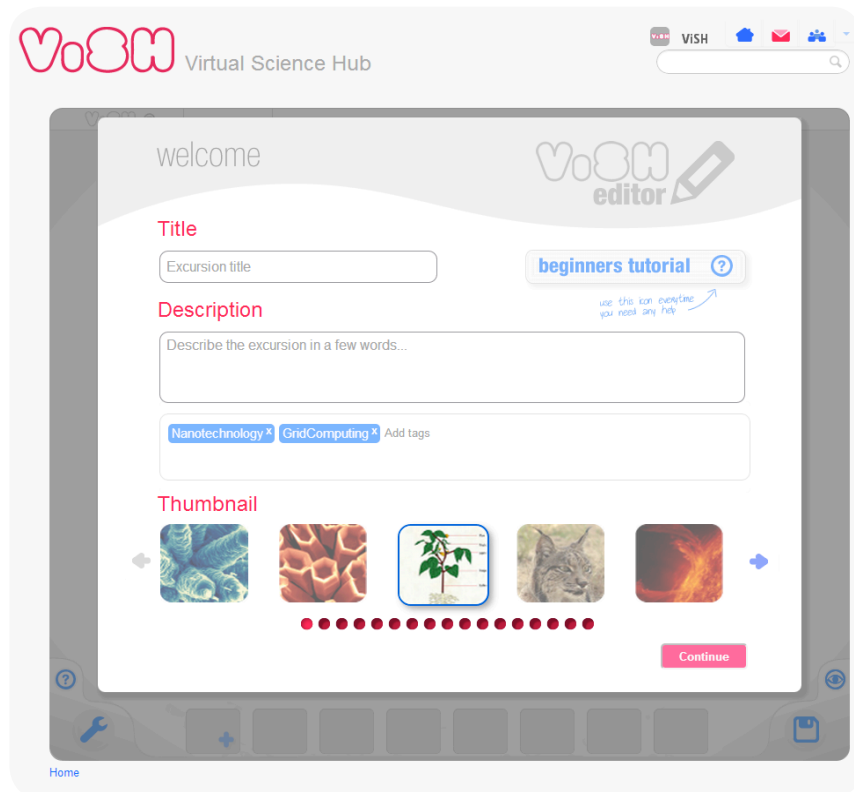 ViSH Virtual Science Hub
ViSH
welcome
ViSH
editor
Title
Excursion title
beginners tutorial ?
use this icon everytime
you need any help
Description
Describe the excursion in a few words...
Nanotechnology x GridComputing x Add tags
Thumbnail
Continue
?
Home